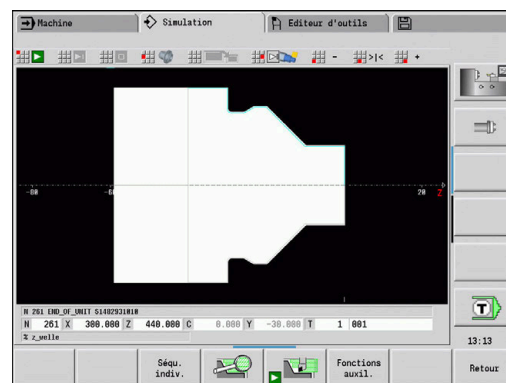 Machine
Simulation
Editeur d'outils
- >|< +
-80 -6 20 Z
N 261 END_OF_UNIT
N 261 X 300.000 Z 440.000 C 0.000 Y -30.000 T 1 001
% z_welle
T
13:13
Séqu. indiv.
Fonctions auxil.
Retour